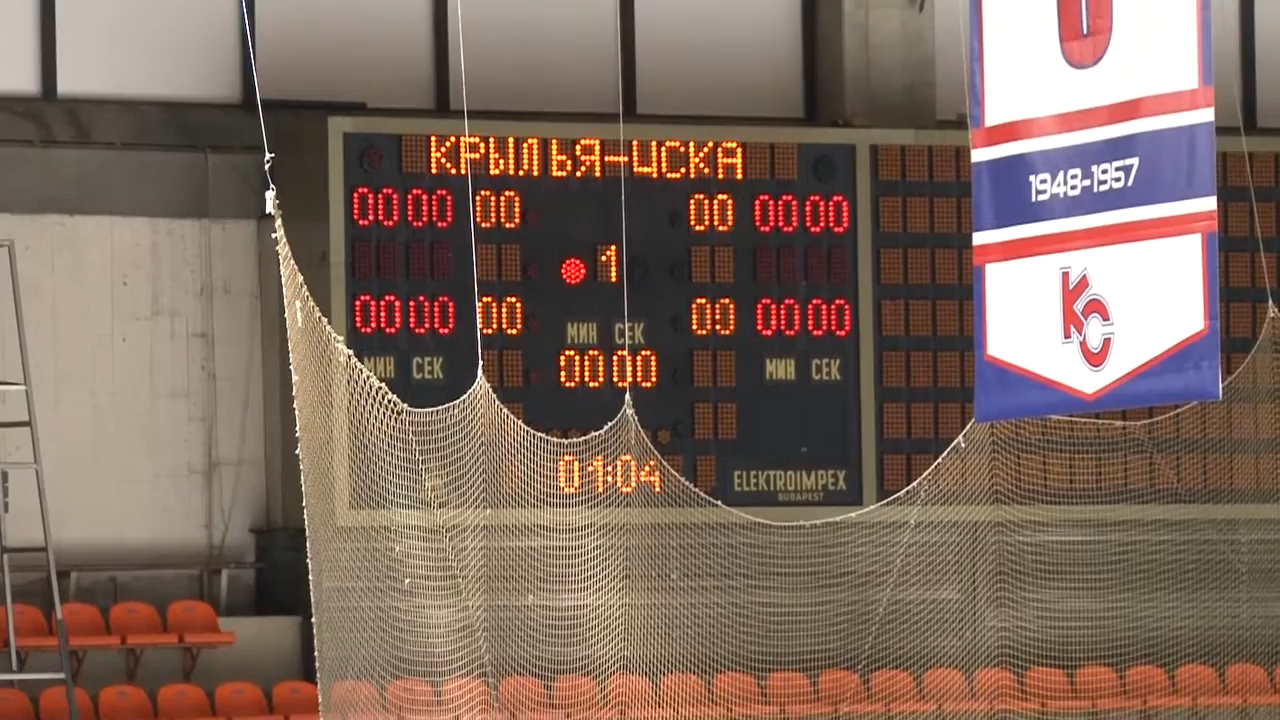 КРЫЛЬЯ-ЦСКА
00 00 00 00 00 00
1
00 00 00 00 00 00
МИН СЕК
МИН СЕК 00 00 МИН СЕК
01:04
ELEKTROIMPEX
BUDAPEST
1948-1957
КС